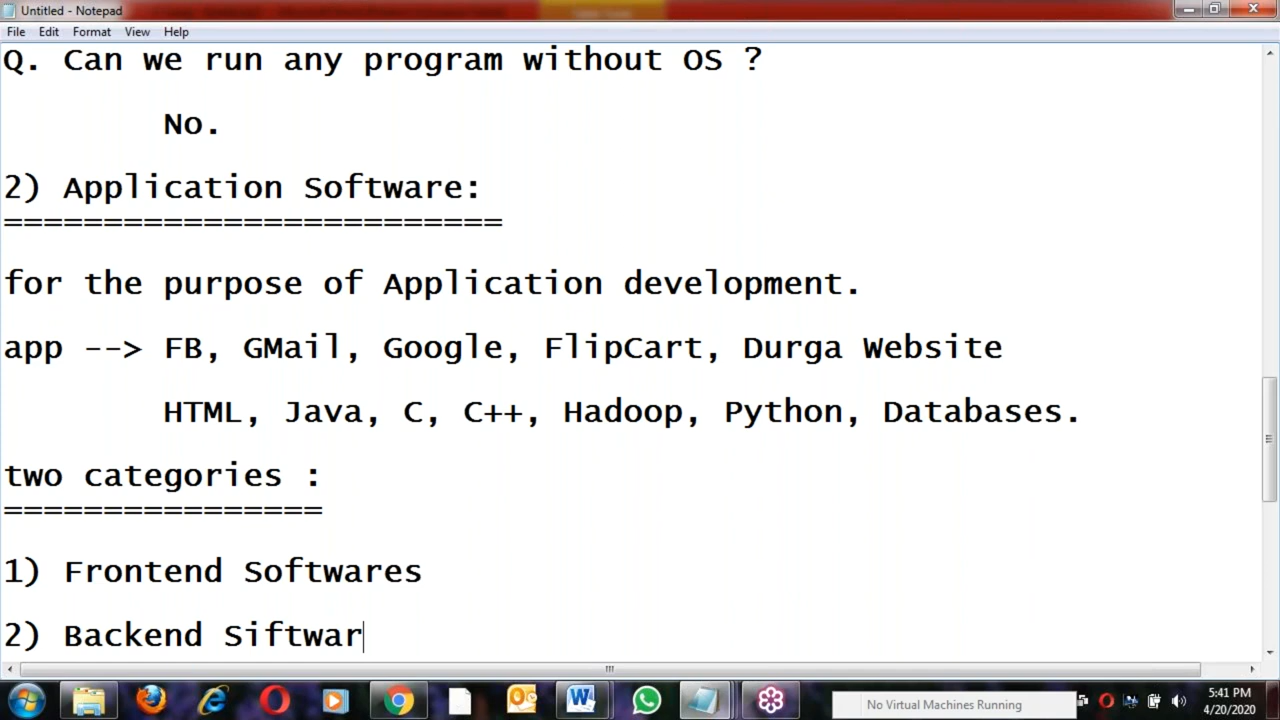 Untitled - Notepad
File Edit Format View Help
Q. Can we run any program without OS ?
No.
2) Application Software:
=========================
for the purpose of Application development.
app --> FB, GMail, Google, FlipCart, Durga Website
HTML, Java, C, C++, Hadoop, Python, Databases.
two categories :
================
1) Frontend Softwares
2) Backend Siftwar
No Virtual Machines Running
5:41 PM
4/20/2020